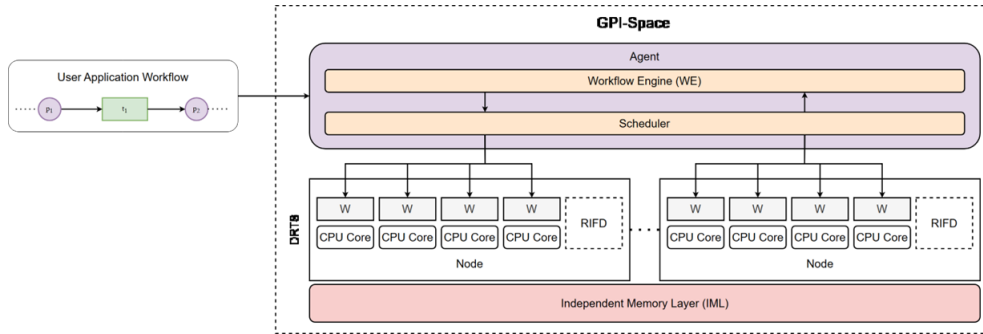 GPI-Space
Agent
User Application Workflow
Workflow Engine (WE)
p1
t1
p2
Scheduler
DRTS
W W W W
RIFD
W W W W
RIFD
CPU Core CPU Core CPU Core CPU Core
CPU Core CPU Core CPU Core CPU Core
Node
Node
Independent Memory Layer (IML)